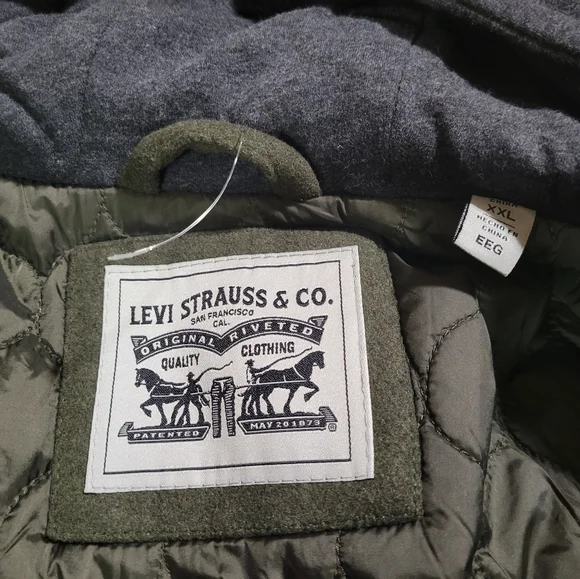 LEVI STRAUSS & CO.
SAN FRANCISCO
CAL.
ORIGINAL RIVETED
QUALITY CLOTHING
PATENTED MAY 20 1873
®
CHINA
XXL
HECHO EN
CHINA
EEG